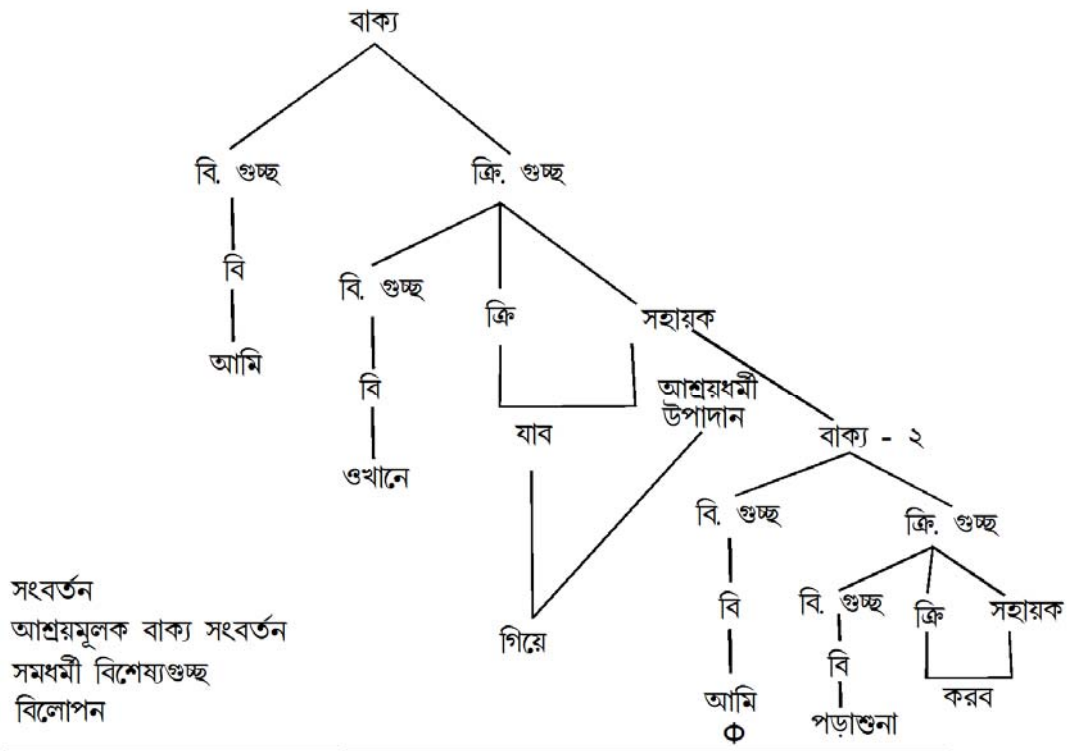 বাক্য
বি. গুচ্ছ ক্রি. গুচ্ছ
বি
বি. গুচ্ছ
ক্রি
সহায়ক
আমি
বি
আশ্রয়ধর্মী
উপাদান
যাব
বাক্য - ২
ওখানে
বি. গুচ্ছ
ক্রি. গুচ্ছ
সংবর্তন
বি
বি. গুচ্ছ
ক্রি
সহায়ক
আশ্রয়মূলক বাক্য সংবর্তন
গিয়ে
সমধর্মী বিশেষ্যগুচ্ছ
বি
বিলোপন
আমি
করব
Φ
পড়াশুনা